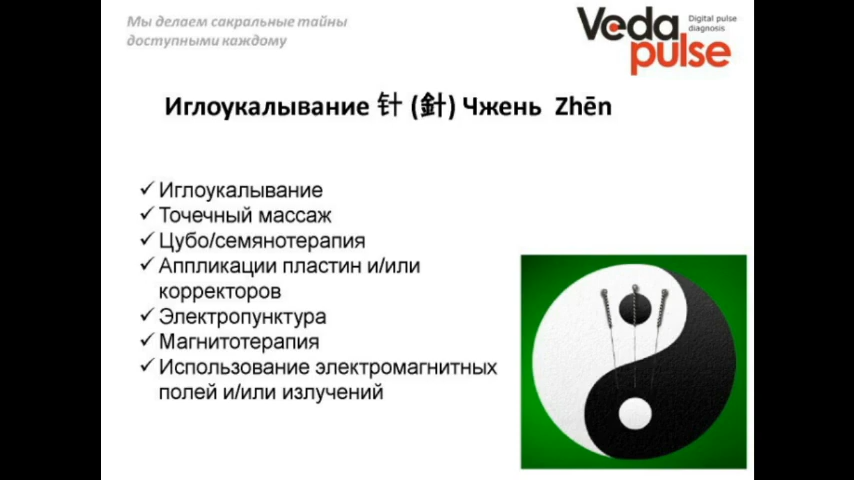 Мы делаем сакральные тайны
доступными каждому
Veda
pulse
Digital pulse
diagnosis
Иглоукалывание 针 (針) Чжень Zhēn
✓ Иглоукалывание
✓ Точечный массаж
✓ Цубо/семянотерапия
✓ Аппликации пластин и/или
корректоров
✓ Электропунктура
✓ Магнитотерапия
✓ Использование электромагнитных
полей и/или излучений